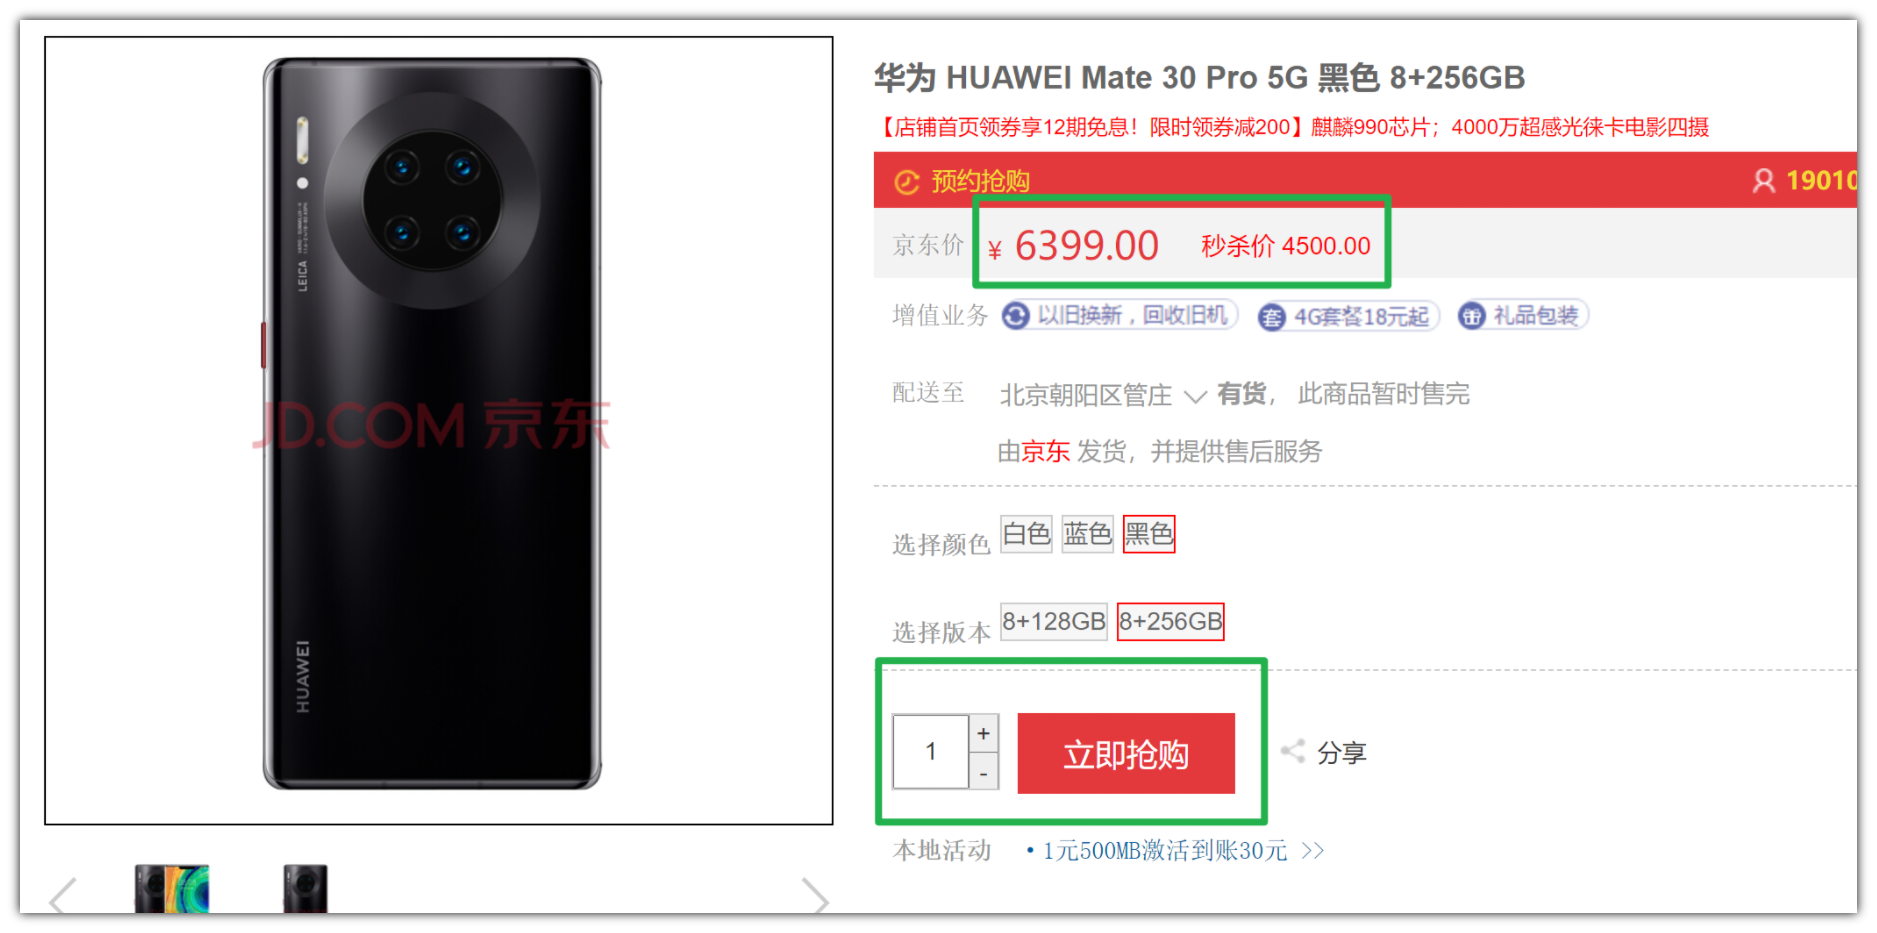 华为 HUAWEI Mate 30 Pro 5G 黑色 8+256GB
【店铺首页领券享12期免息！限时领券减200】麒麟990芯片；4000万超感光徕卡电影四摄
预约抢购 19010
京东价 ¥ 6399.00 秒杀价 4500.00
增值业务 以旧换新，回收旧机 套 4G套餐18元起 礼品包装
配送至 北京朝阳区管庄 有货， 此商品暂时售完
由京东 发货，并提供售后服务
选择颜色 白色 蓝色 黑色
选择版本 8+128GB 8+256GB
1 + - 立即抢购 分享
本地活动 •1元500MB激活到账30元 >>
LEICA
JD.COM 京东
HUAWEI